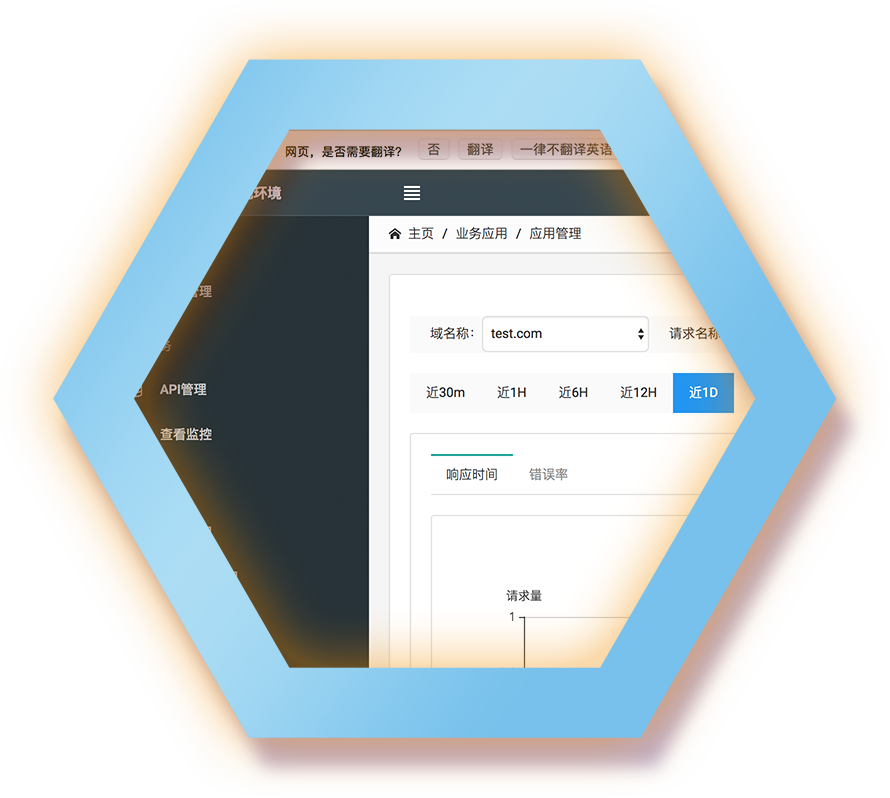 网页，是否需要翻译？ 否 翻译 一律不翻译英语
环境
主页 / 业务应用 / 应用管理
管理
域名称： test.com 请求名称
近30m 近1H 近6H 近12H 近1D
API管理
查看监控
响应时间 错误率
请求量
1